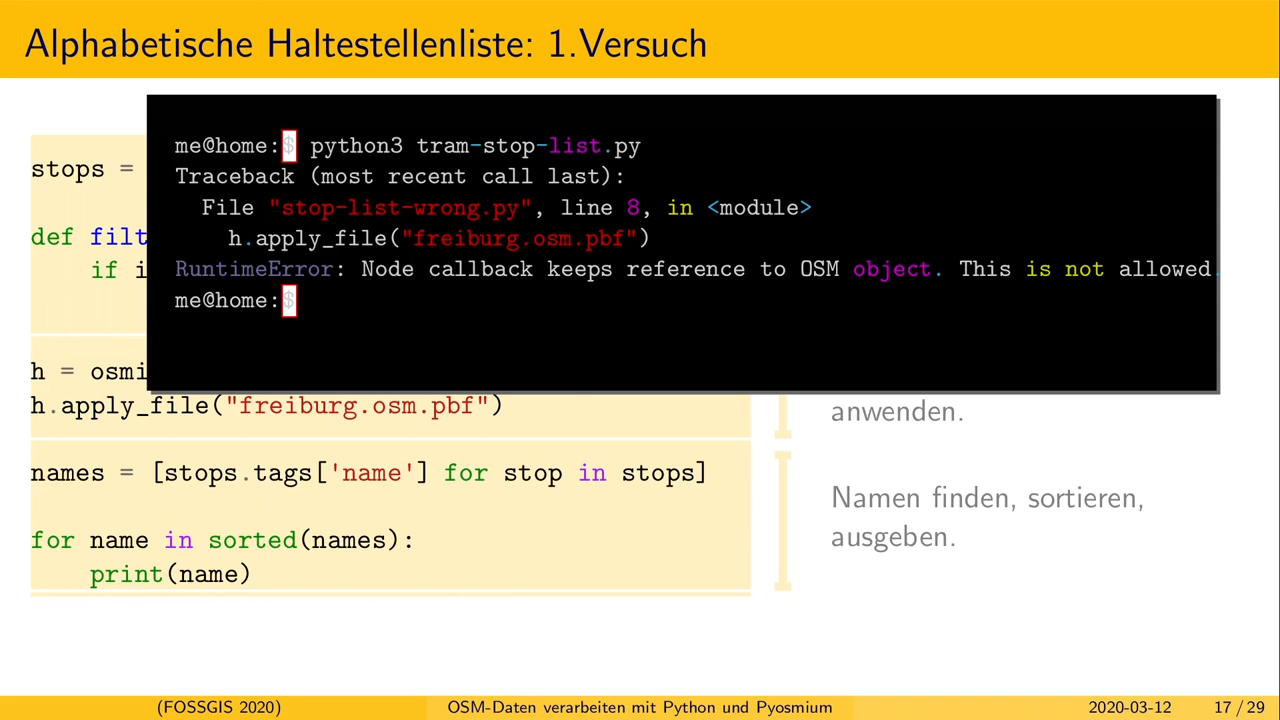 Alphabetische Haltestellenliste: 1.Versuch
me@home:$ python3 tram-stop-list.py
Traceback (most recent call last):
File "stop-list-wrong.py", line 8, in <module>
h.apply_file("freiburg.osm.pbf")
RuntimeError: Node callback keeps reference to OSM object. This is not allowed.
me@home:$
stops =
def filt
if i
h = osmi
h.apply_file("freiburg.osm.pbf")
anwenden.
names = [stops.tags['name'] for stop in stops]
for name in sorted(names):
print(name)
Namen finden, sortieren,
ausgeben.
(FOSSGIS 2020) OSM-Daten verarbeiten mit Python und Pyosmium 2020-03-12 17 / 29